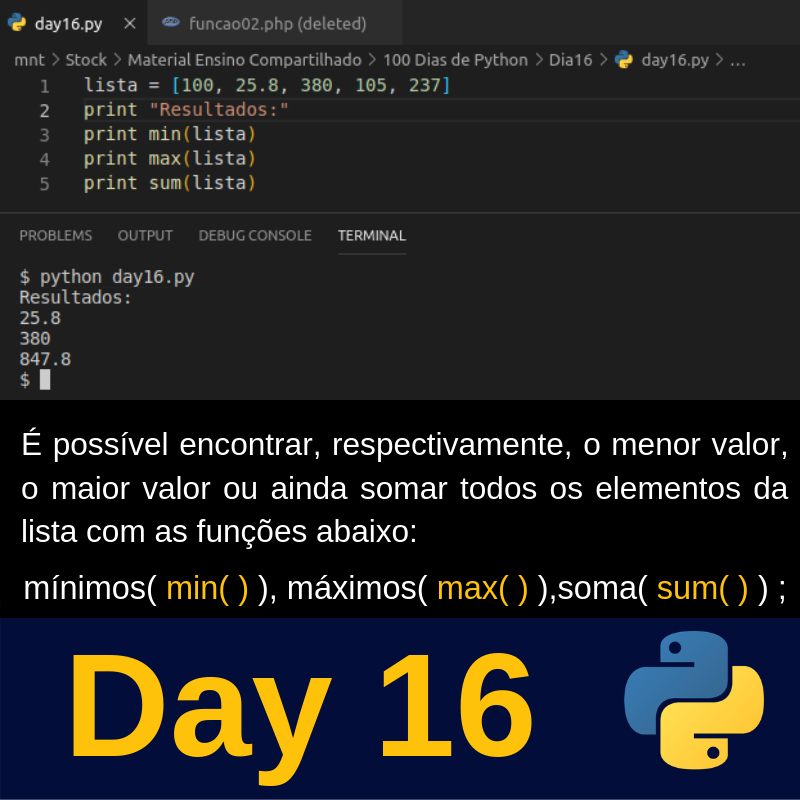 day16.py × funcao02.php (deleted)
mnt > Stock > Material Ensino Compartilhado > 100 Dias de Python > Dia16 > day16.py > ...
1 lista = [100, 25.8, 380, 105, 237]
2 print "Resultados:"
3 print min(lista)
4 print max(lista)
5 print sum(lista)
PROBLEMS OUTPUT DEBUG CONSOLE TERMINAL
$ python day16.py
Resultados:
25.8
380
847.8
$
É possível encontrar, respectivamente, o menor valor,
o maior valor ou ainda somar todos os elementos da
lista com as funções abaixo:
mínimos( min( ) ), máximos( max( ) ),soma( sum( ) ) ;
Day 16